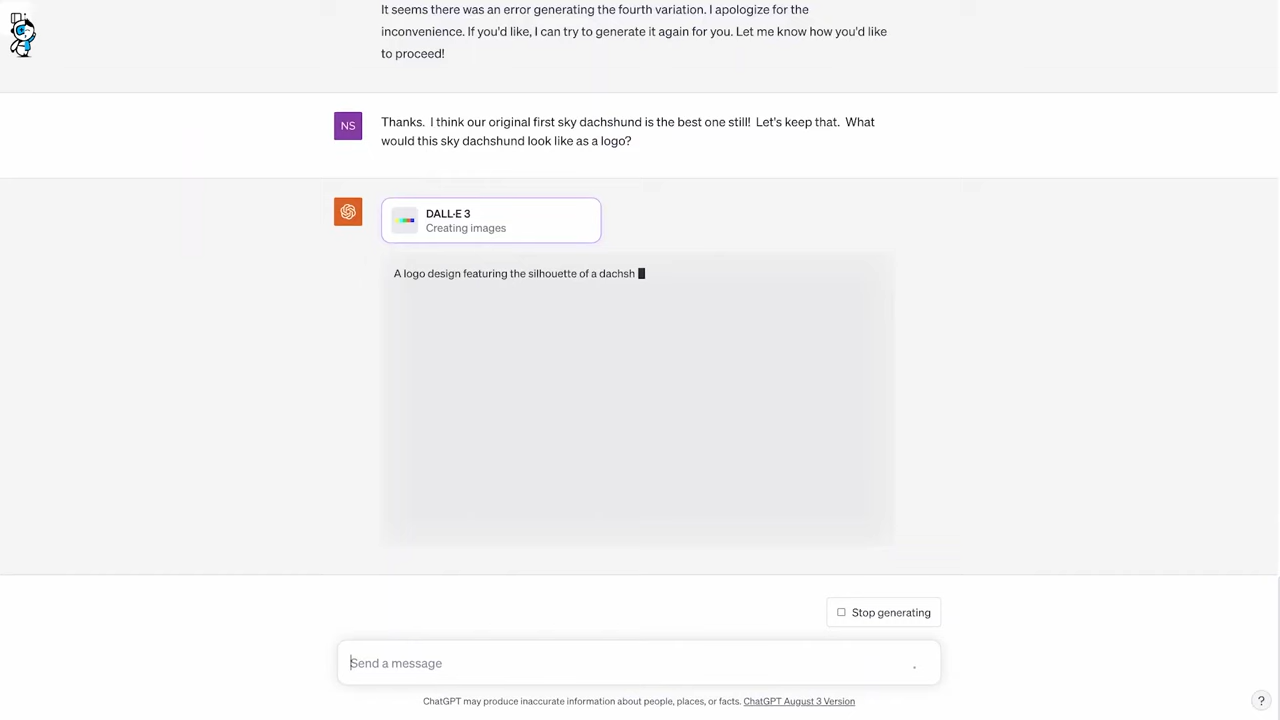 It seems there was an error generating the fourth variation. I apologize for the
inconvenience. If you'd like, I can try to generate it again for you. Let me know how you'd like
to proceed!
NS
Thanks.  I think our original first sky dachshund is the best one still!  Let's keep that.  What
would this sky dachshund look like as a logo?
DALL·E 3
Creating images
A logo design featuring the silhouette of a dachsh
Stop generating
Send a message
ChatGPT may produce inaccurate information about people, places, or facts. ChatGPT August 3 Version
?